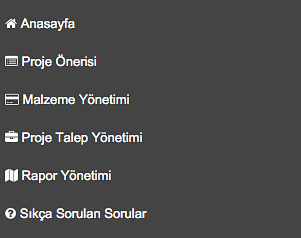 Anasayfa
Proje Önerisi
Malzeme Yönetimi
Proje Talep Yönetimi
Rapor Yönetimi
Sıkça Sorulan Sorular